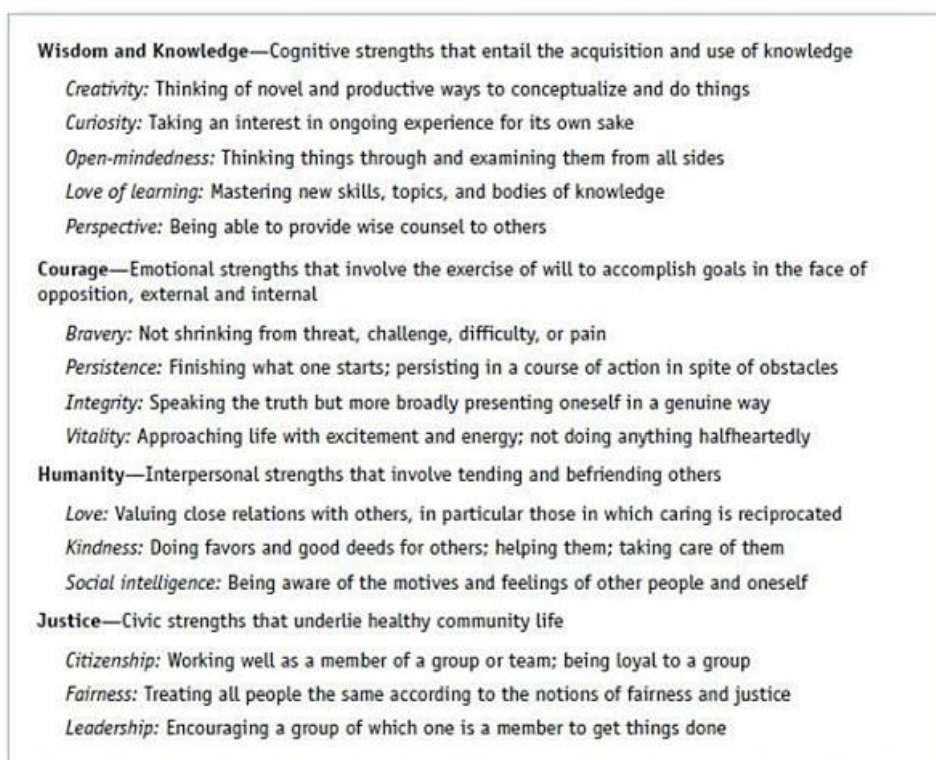 Wisdom and Knowledge—Cognitive strengths that entail the acquisition and use of knowledge
Creativity: Thinking of novel and productive ways to conceptualize and do things
Curiosity: Taking an interest in ongoing experience for its own sake
Open-mindedness: Thinking things through and examining them from all sides
Love of learning: Mastering new skills, topics, and bodies of knowledge
Perspective: Being able to provide wise counsel to others
Courage—Emotional strengths that involve the exercise of will to accomplish goals in the face of
opposition, external and internal
Bravery: Not shrinking from threat, challenge, difficulty, or pain
Persistence: Finishing what one starts; persisting in a course of action in spite of obstacles
Integrity: Speaking the truth but more broadly presenting oneself in a genuine way
Vitality: Approaching life with excitement and energy; not doing anything halfheartedly
Humanity—Interpersonal strengths that involve tending and befriending others
Love: Valuing close relations with others, in particular those in which caring is reciprocated
Kindness: Doing favors and good deeds for others; helping them; taking care of them
Social intelligence: Being aware of the motives and feelings of other people and oneself
Justice—Civic strengths that underlie healthy community life
Citizenship: Working well as a member of a group or team; being loyal to a group
Fairness: Treating all people the same according to the notions of fairness and justice
Leadership: Encouraging a group of which one is a member to get things done